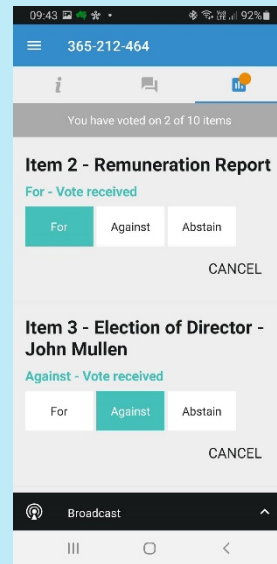 09:43
92%
365-212-464
i
You have voted on 2 of 10 items
Item 2 - Remuneration Report
For - Vote received
For Against Abstain
CANCEL
Item 3 - Election of Director -
John Mullen
Against - Vote received
For Against Abstain
CANCEL
Broadcast